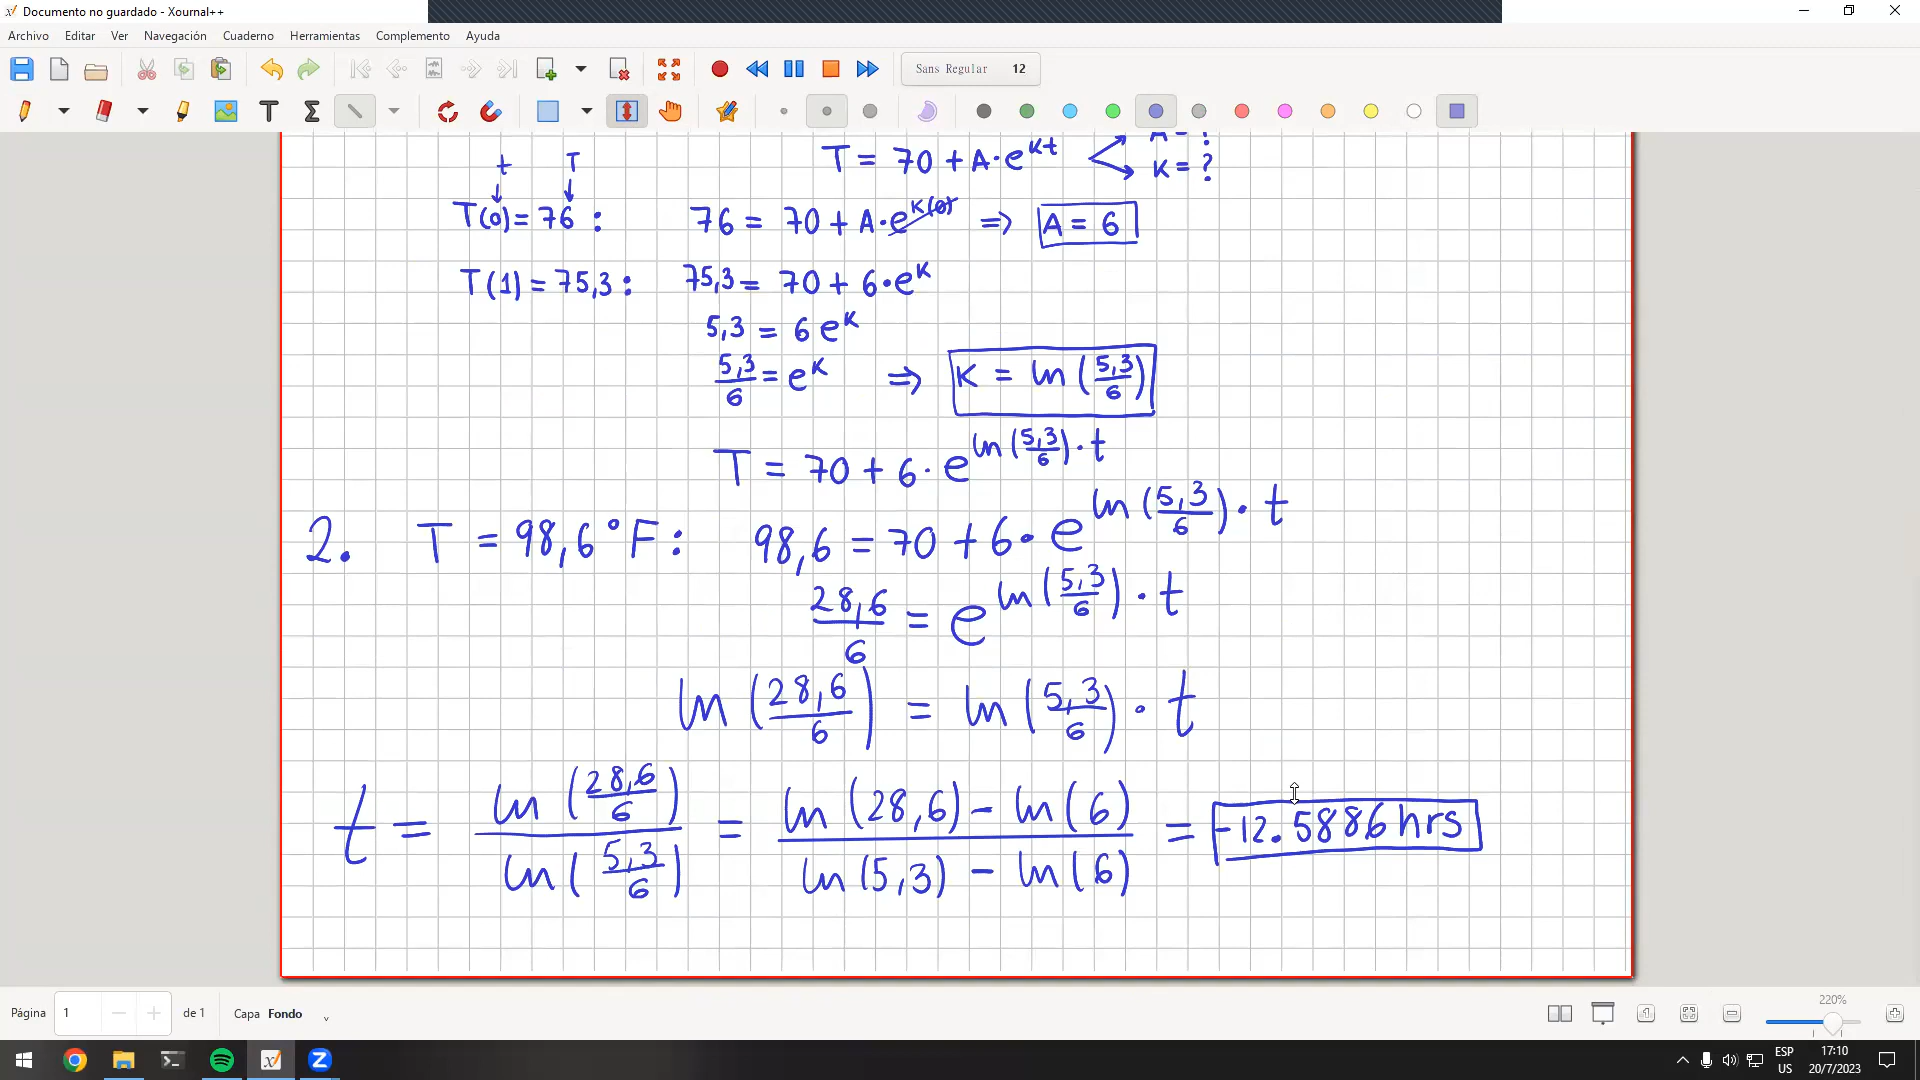 Documento no guardado - Xournal++
Archivo Editar Ver Navegación Cuaderno Herramientas Complemento Ayuda
Sans Regular 12
t T
T = 70 + A·e^{Kt}
A = ?
K = ?
T(0) = 76 : 76 = 70 + A·e^{K(0)} ⇒ A = 6
T(1) = 75,3 : 75,3 = 70 + 6·e^K
5,3 = 6 e^K
5,3/6 = e^K ⇒ K = ln(5,3/6)
T = 70 + 6·e^{ln(5,3/6)·t}
2. T = 98,6 °F : 98,6 = 70 + 6·e^{ln(5,3/6)·t}
28,6/6 = e^{ln(5,3/6)·t}
ln(28,6/6) = ln(5,3/6)·t
t = ln(28,6/6)/ln(5,3/6) = (ln(28,6) - ln(6))/(ln(5,3) - ln(6)) = -12.5886 hrs
Página 1 de 1 Capa Fondo
220%
ESP
US
17:10
20/7/2023